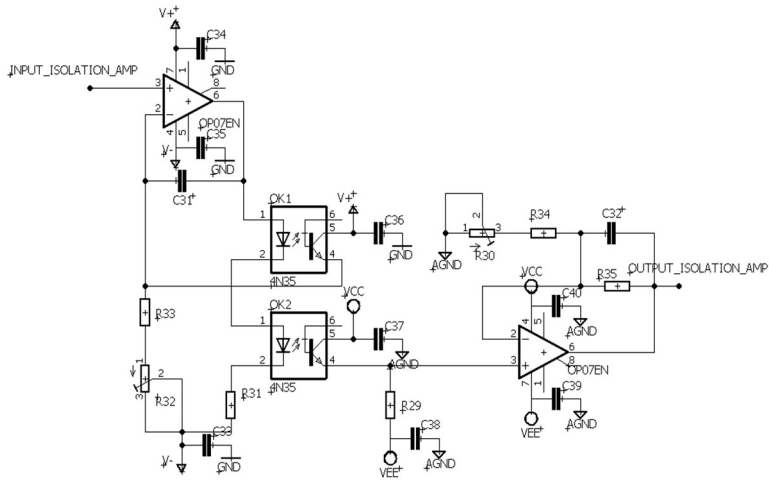 V+
C34
GND
INPUT_ISOLATION_AMP
7
1
3
8
6
2
4
5
OP07EN
C35
V-
GND
C31
OK1
V+
1
6
5
C36
2
4
GND
4N35
2
1
3
R34
C32
R30
AGND
VCC
R35
OUTPUT_ISOLATION_AMP
C40
AGND
OK2
VCC
1
6
5
C37
2
4
AGND
4N35
R33
4
5
2
6
3
8
OP07EN
7
1
C39
AGND
VEE
1
2
3
R32
R31
R29
C33
GND
V-
C38
VEE
AGND